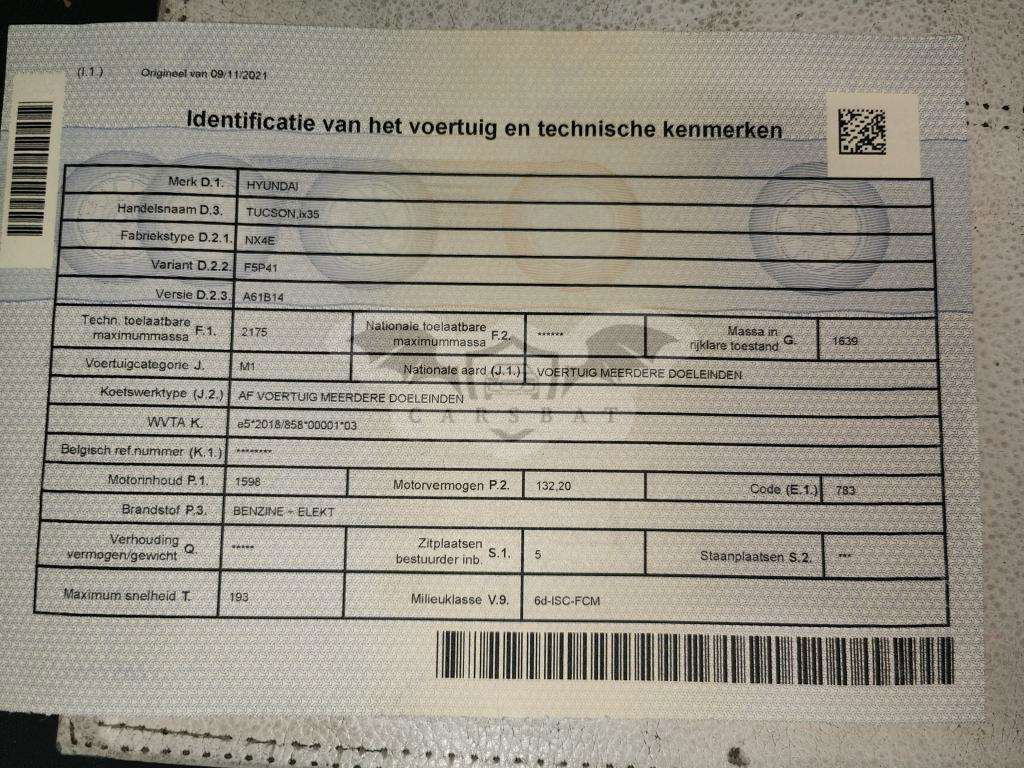 (I.1.) Origineel van 09/11/2021
Identificatie van het voertuig en technische kenmerken
Merk D.1. HYUNDAI
Handelsnaam D.3. TUCSON,ix35
Fabriekstype D.2.1. NX4E
Variant D.2.2. F5P41
Versie D.2.3. A61B14
Techn. toelaatbare maximummassa F.1. 2175 Nationale toelaatbare maximummassa F.2. ****** Massa in rijklare toestand G. 1639
Voertuigcategorie J. M1 Nationale aard (J.1.) VOERTUIG MEERDERE DOELEINDEN
Koetswerktype (J.2.) AF VOERTUIG MEERDERE DOELEINDEN
CARSBAT
WVTA K. e5*2018/858*00001*03
Belgisch ref.nummer (K.1.) ********
Motorinhoud P.1. 1598 Motorvermogen P.2. 132,20 Code (E.1.) 783
Brandstof P.3. BENZINE + ELEKT
Verhouding vermogen/gewicht Q. ***** Zitplaatsen bestuurder inb. S.1. 5 Staanplaatsen S.2. ***
Maximum snelheid T. 193 Milieuklasse V.9. 6d-ISC-FCM